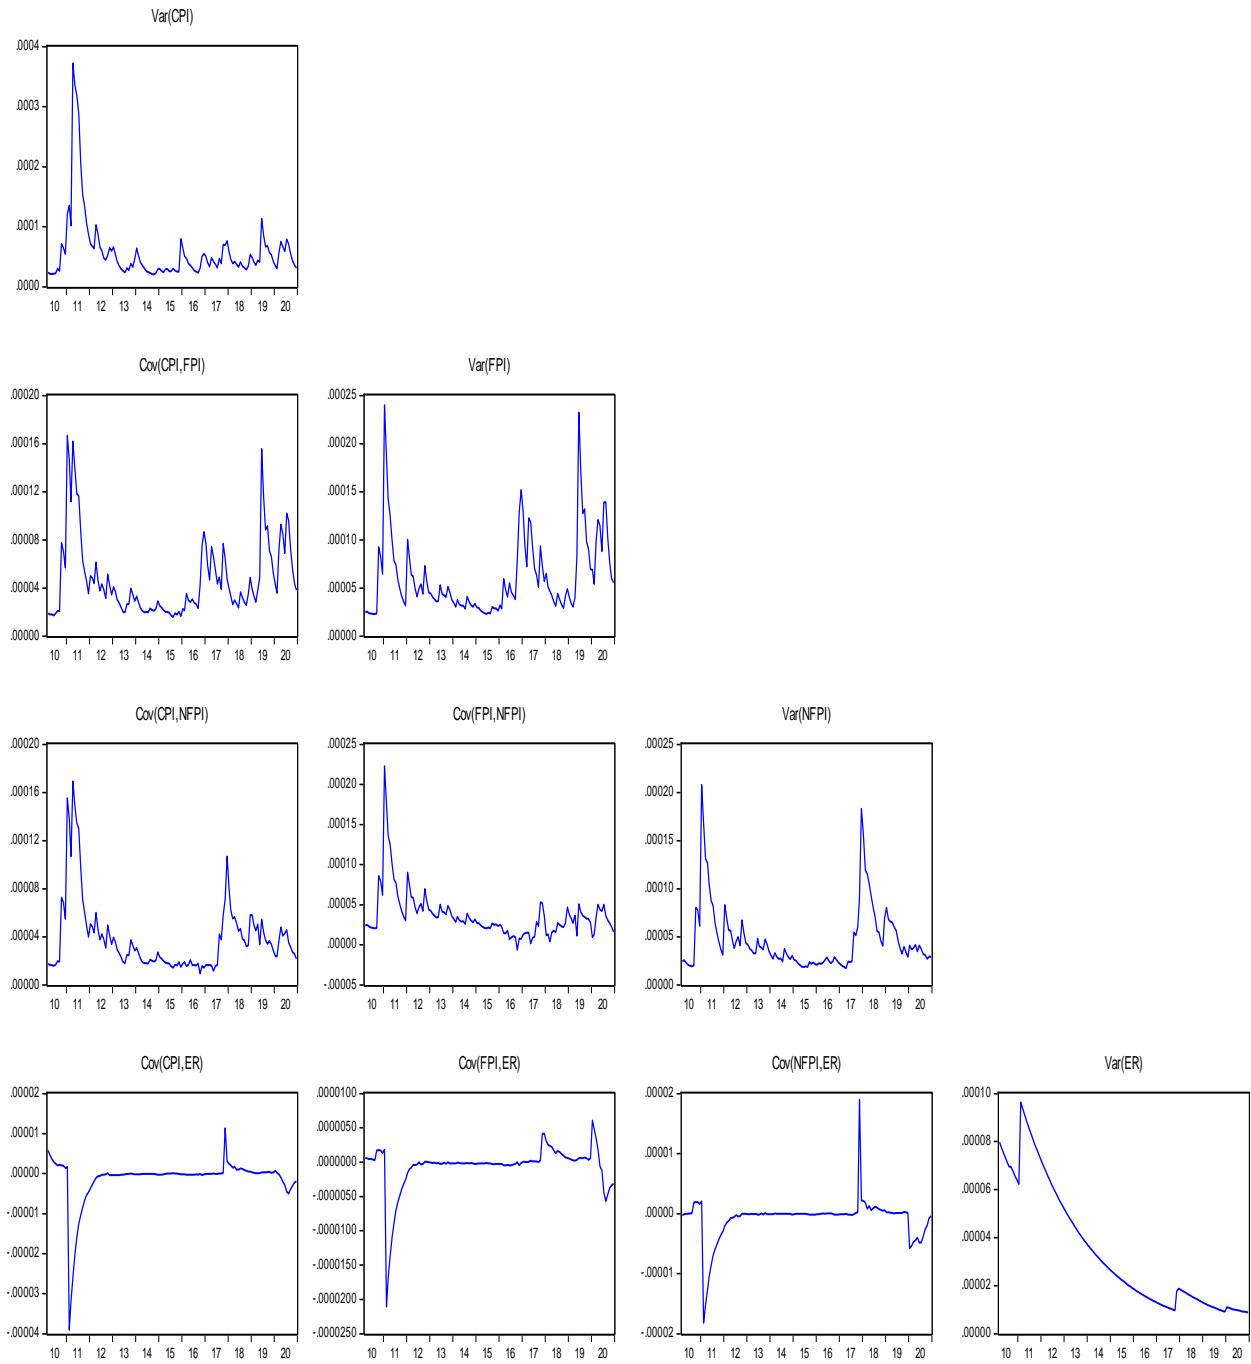 Var(CPI)
.0004
.0003
.0002
.0001
.0000
10 11 12 13 14 15 16 17 18 19 20
Cov(CPI,FPI) Var(FPI)
.00020 .00025
.00016 .00020
.00012 .00015
.00008 .00010
.00004 .00005
.00000 .00000
10 11 12 13 14 15 16 17 18 19 20 10 11 12 13 14 15 16 17 18 19 20
Cov(CPI,NFPI) Cov(FPI,NFPI) Var(NFPI)
.00020 .00025 .00025
.00016 .00020 .00020
.00012 .00015 .00015
.00008 .00010 .00010
.00004 .00005 .00005
.00000 .00000 .00000
-.00005
10 11 12 13 14 15 16 17 18 19 20 10 11 12 13 14 15 16 17 18 19 20 10 11 12 13 14 15 16 17 18 19 20
Cov(CPI,ER) Cov(FPI,ER) Cov(NFPI,ER) Var(ER)
.00002 .0000100 .00002 .00010
.00001 .0000050 .00001 .00008
.00000 .0000000 .00000 .00006
-.00001 -.0000050 -.00001 .00004
-.00002 -.0000100 -.00002 .00002
-.00003 -.0000150 .00000
-.00004 -.0000200
-.0000250
10 11 12 13 14 15 16 17 18 19 20 10 11 12 13 14 15 16 17 18 19 20 10 11 12 13 14 15 16 17 18 19 20 10 11 12 13 14 15 16 17 18 19 20